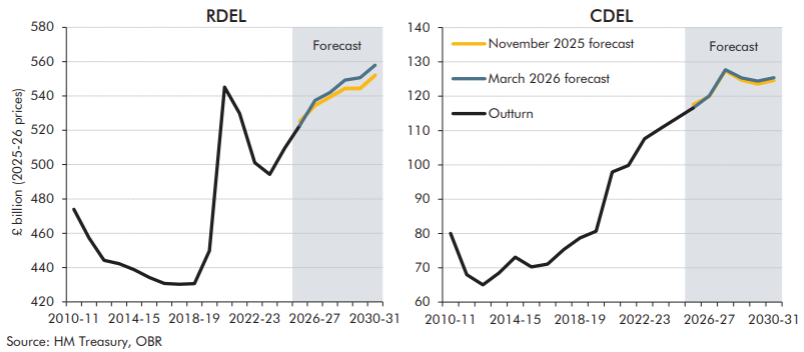 RDEL
CDEL
£ billion (2025-26 prices)
580
560
540
520
500
480
460
440
420
Forecast
2010-11 2014-15 2018-19 2022-23 2026-27 2030-31
140
130
120
110
100
90
80
70
60
November 2025 forecast
March 2026 forecast
Outturn
Forecast
2010-11 2014-15 2018-19 2022-23 2026-27 2030-31
Source: HM Treasury, OBR